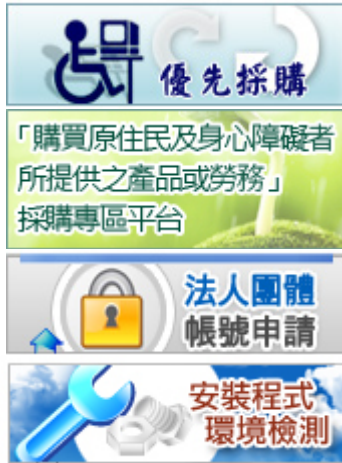 優先採購
「購買原住民及身心障礙者
所提供之產品或勞務」
採購專區平台
法人團體
帳號申請
安裝程式
環境檢測